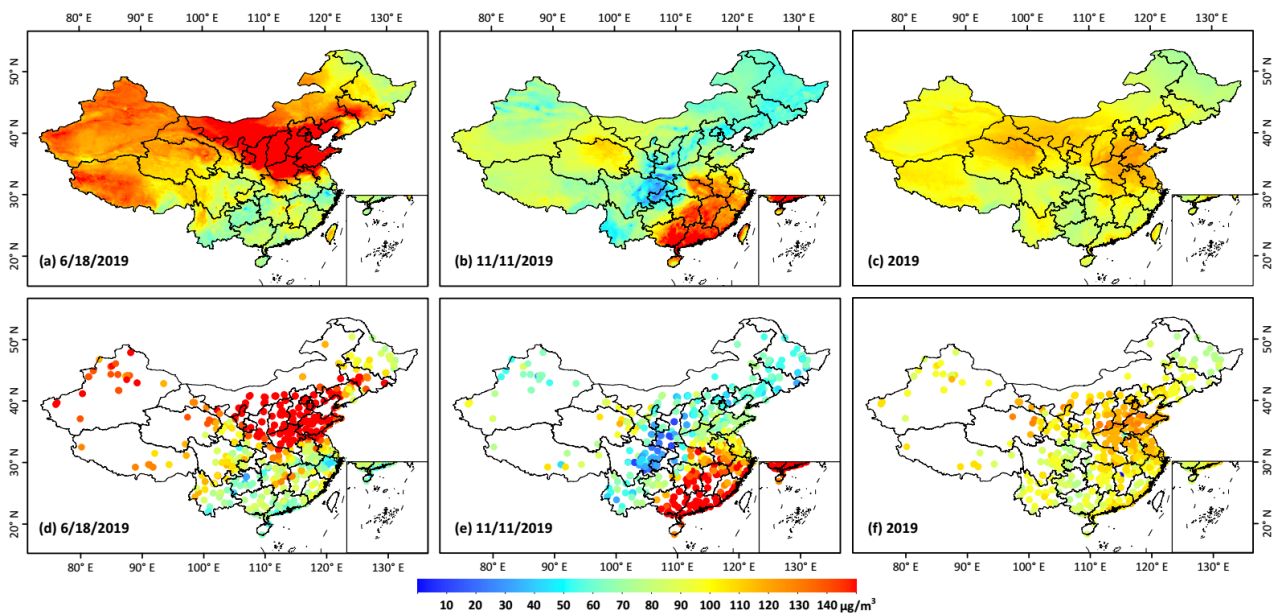 80° E 90° E 100° E 110° E 120° E 130° E 80° E 90° E 100° E 110° E 120° E 130° E 80° E 90° E 100° E 110° E 120° E 130° E
50° N 50° N
40° N 40° N
30° N 30° N
20° N 20° N
(a) 6/18/2019 (b) 11/11/2019 (c) 2019
50° N 50° N
40° N 40° N
30° N 30° N
20° N 20° N
(d) 6/18/2019 (e) 11/11/2019 (f) 2019
80° E 90° E 100° E 110° E 120° E 130° E 80° E 90° E 100° E 110° E 120° E 130° E 80° E 90° E 100° E 110° E 120° E 130° E
10 20 30 40 50 60 70 80 90 100 110 120 130 140 μg/m³